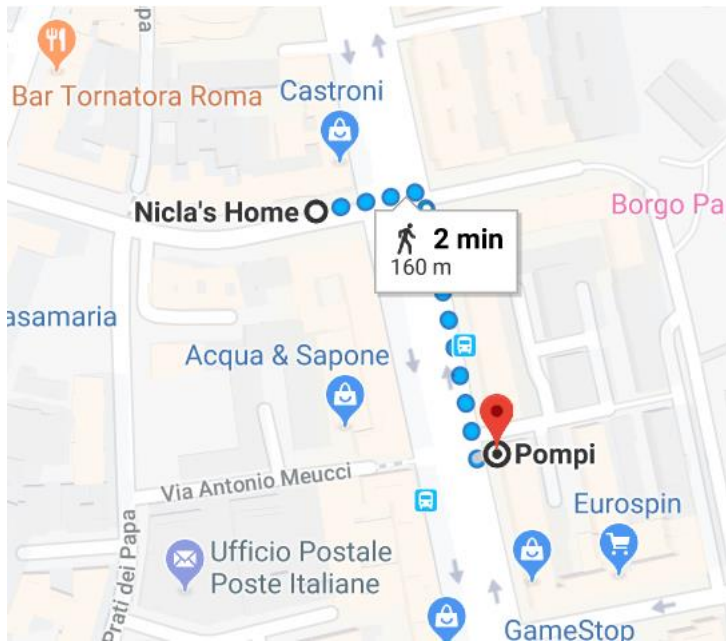 pa
Bar Tornatora Roma
Castroni
Nicla's Home
Borgo Pa
2 min
160 m
asamaria
Acqua & Sapone
Pompi
Via Antonio Meucci
Eurospin
Prati dei Papa
Ufficio Postale
Poste Italiane
GameStop